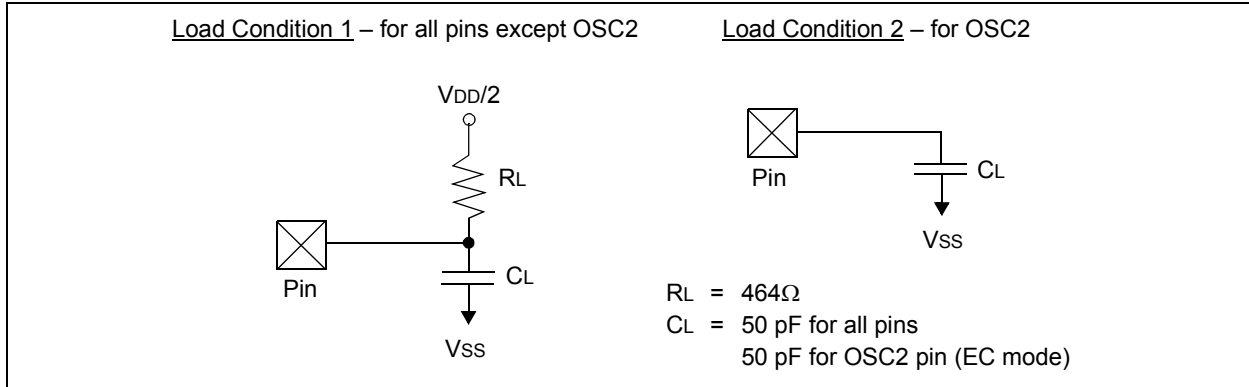 Load Condition 1 – for all pins except OSC2
VDD/2
RL
Pin
CL
VSS
Load Condition 2 – for OSC2
Pin
CL
VSS
RL = 464Ω
CL = 50 pF for all pins
50 pF for OSC2 pin (EC mode)